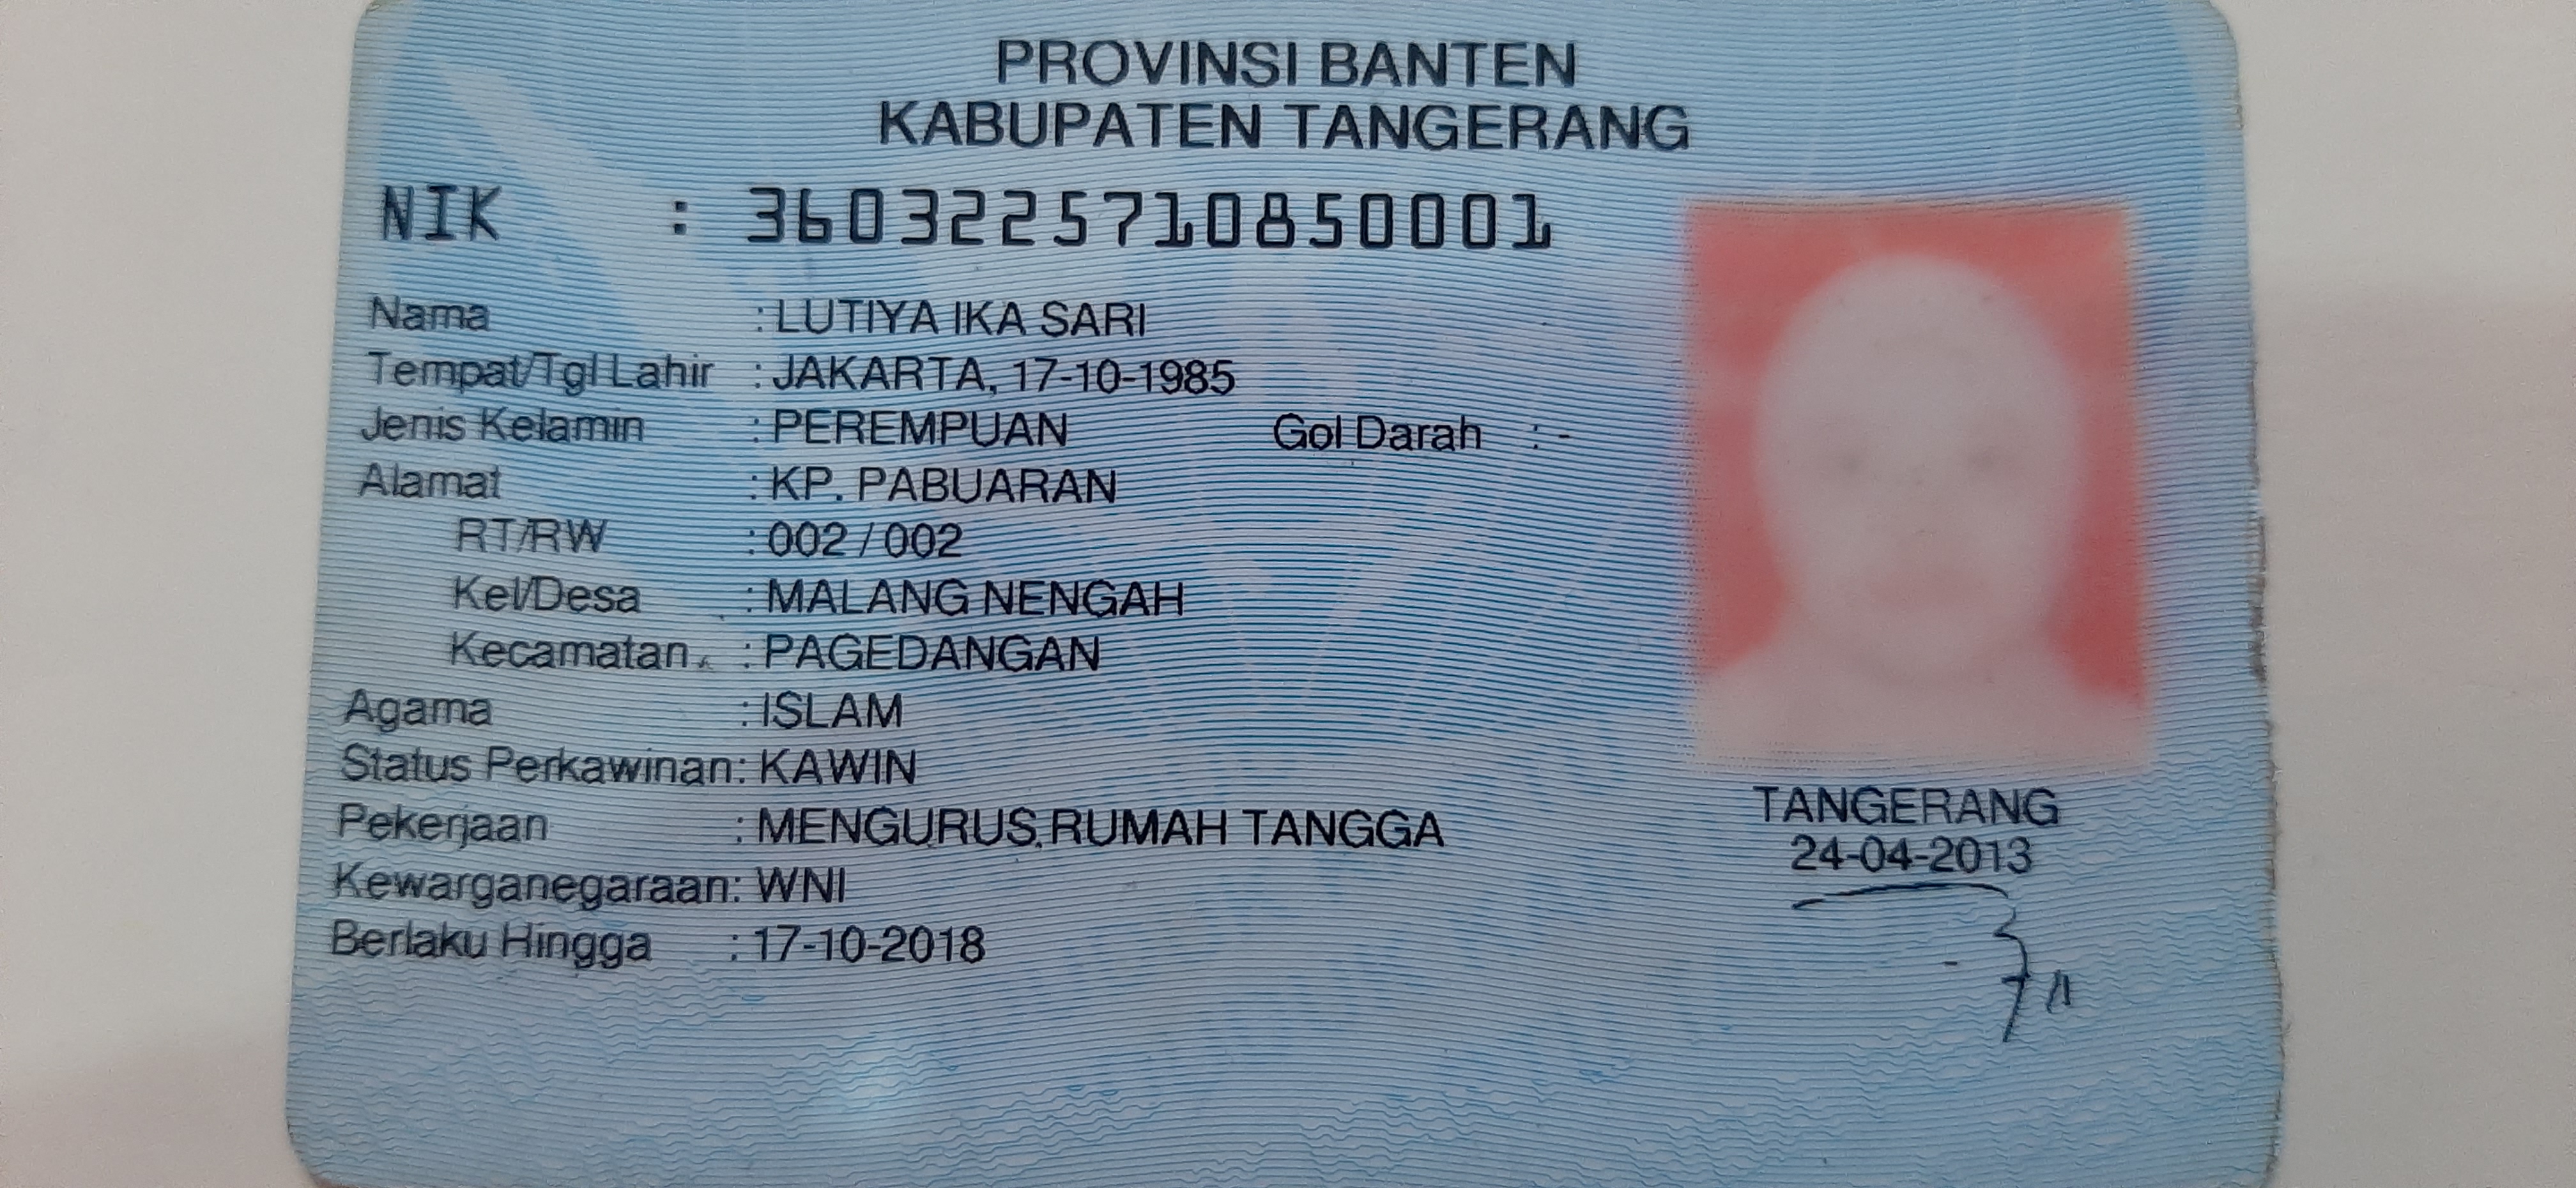 PROVINSI BANTEN
KABUPATEN TANGERANG
NIK : 3603225710850001
Nama : LUTIYA IKA SARI
Tempat/Tgl Lahir : JAKARTA, 17-10-1985
Jenis Kelamin : PEREMPUAN Gol Darah : -
Alamat : KP. PABUARAN
RT/RW : 002 / 002
Kel/Desa : MALANG NENGAH
Kecamatan : PAGEDANGAN
Agama : ISLAM
Status Perkawinan : KAWIN
Pekerjaan : MENGURUS RUMAH TANGGA
Kewarganegaraan : WNI
Berlaku Hingga : 17-10-2018
TANGERANG
24-04-2013